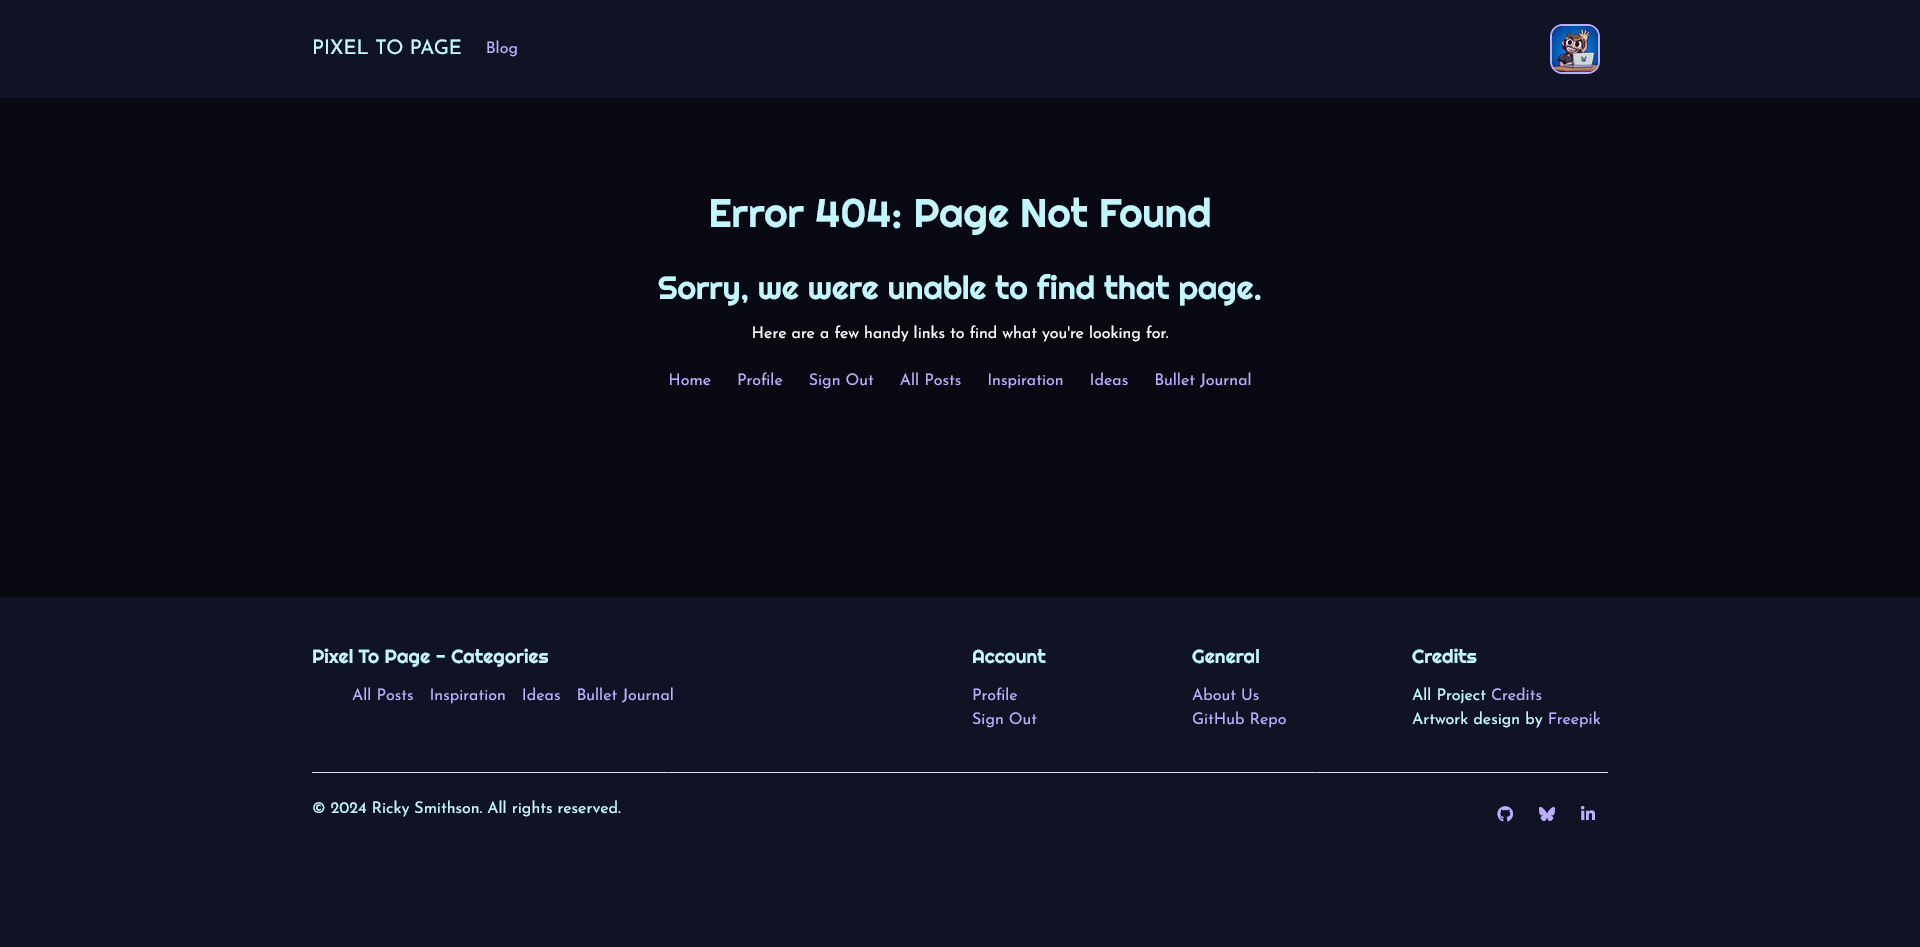 PIXEL TO PAGE Blog
Error 404: Page Not Found
Sorry, we were unable to find that page.
Here are a few handy links to find what you're looking for.
Home Profile Sign Out All Posts Inspiration Ideas Bullet Journal
Pixel To Page - Categories
All Posts Inspiration Ideas Bullet Journal
Account
Profile
Sign Out
General
About Us
GitHub Repo
Credits
All Project Credits
Artwork design by Freepik
© 2024 Ricky Smithson. All rights reserved.